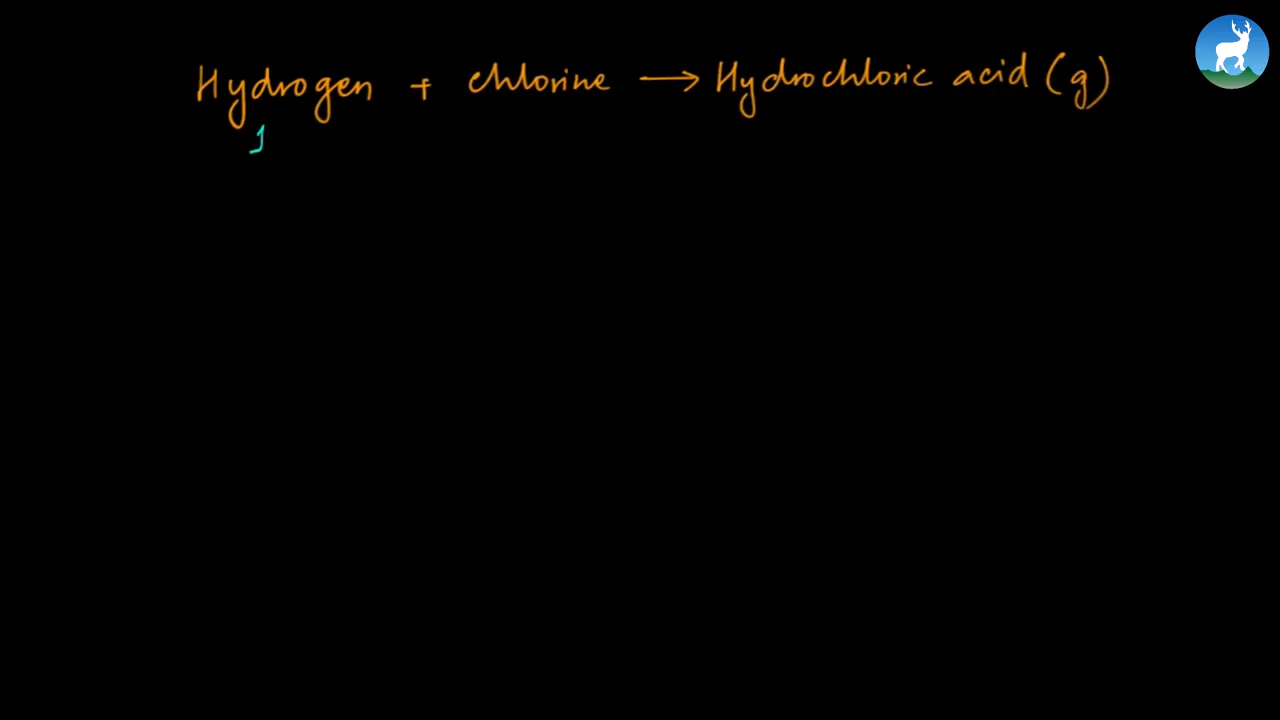 Hydrogen + chlorine → Hydrochloric acid (g)